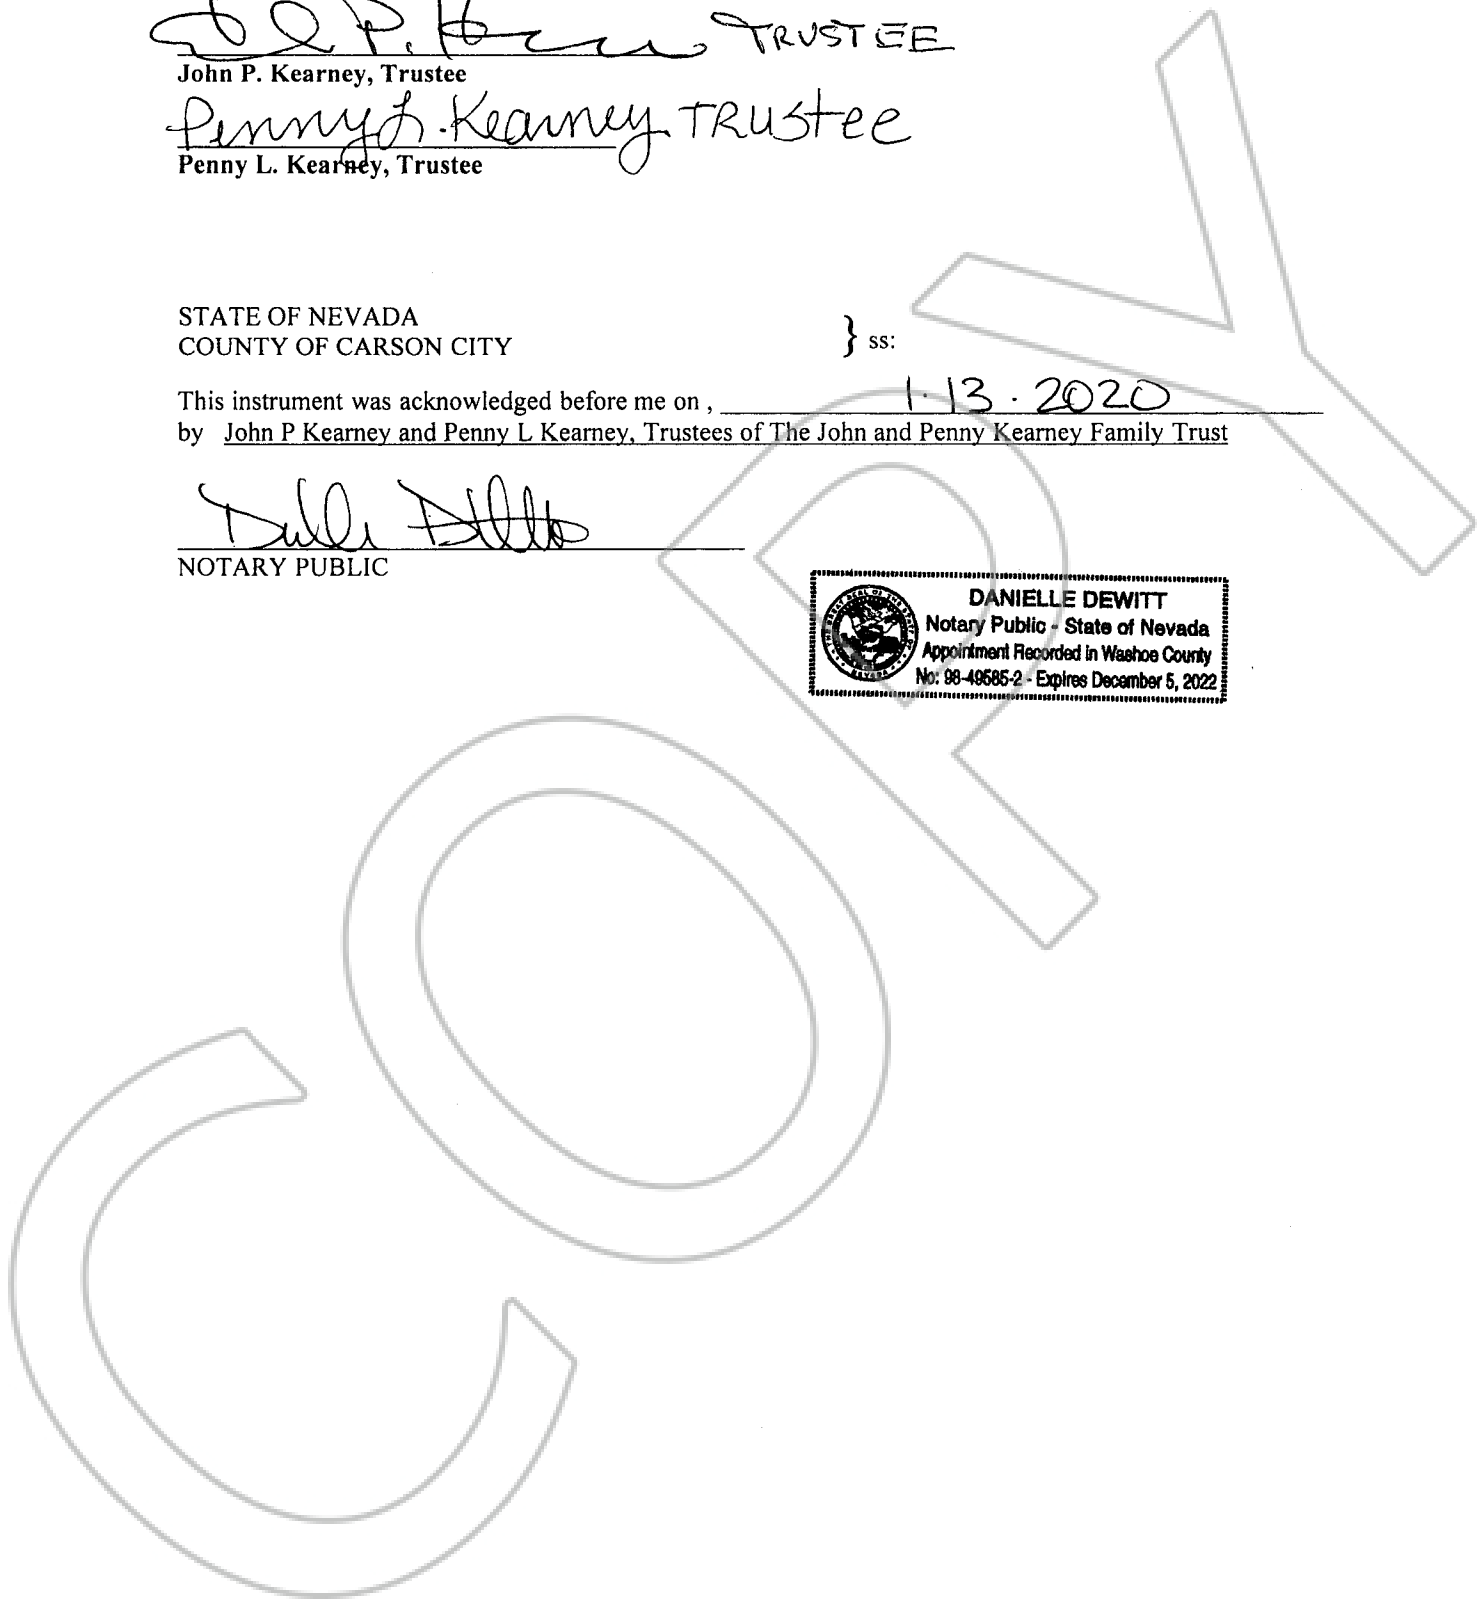 John P. Kearney TRUSTEE
John P. Kearney, Trustee
Penny L. Kearney TRUSTee
Penny L. Kearney, Trustee
STATE OF NEVADA
COUNTY OF CARSON CITY
} ss:
This instrument was acknowledged before me on , 1.13.2020
by John P Kearney and Penny L Kearney, Trustees of The John and Penny Kearney Family Trust
NOTARY PUBLIC
DANIELLE DEWITT
Notary Public - State of Nevada
Appointment Recorded in Washoe County
No: 98-49585-2 - Expires December 5, 2022
COPY